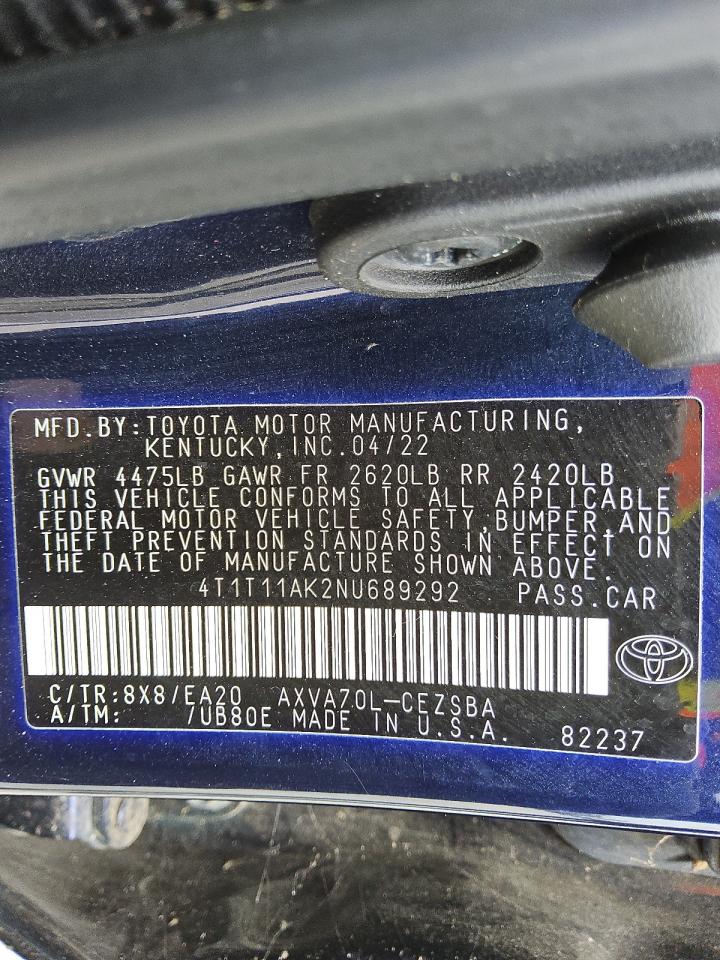 MFD.BY:TOYOTA MOTOR MANUFACTURING,
KENTUCKY,INC.04/22
GVWR 4475LB GAWR FR 2620LB RR 2420LB
THIS VEHICLE CONFORMS TO ALL APPLICABLE
FEDERAL MOTOR VEHICLE SAFETY,BUMPER,AND
THEFT PREVENTION STANDARDS IN EFFECT ON
THE DATE OF MANUFACTURE SHOWN ABOVE.
4T1T11AK2NU689292 PASS.CAR
C/TR:8X8/EA20 AXVA70L-CEZSBA
A/TM: /UB80E MADE IN U.S.A. 82237